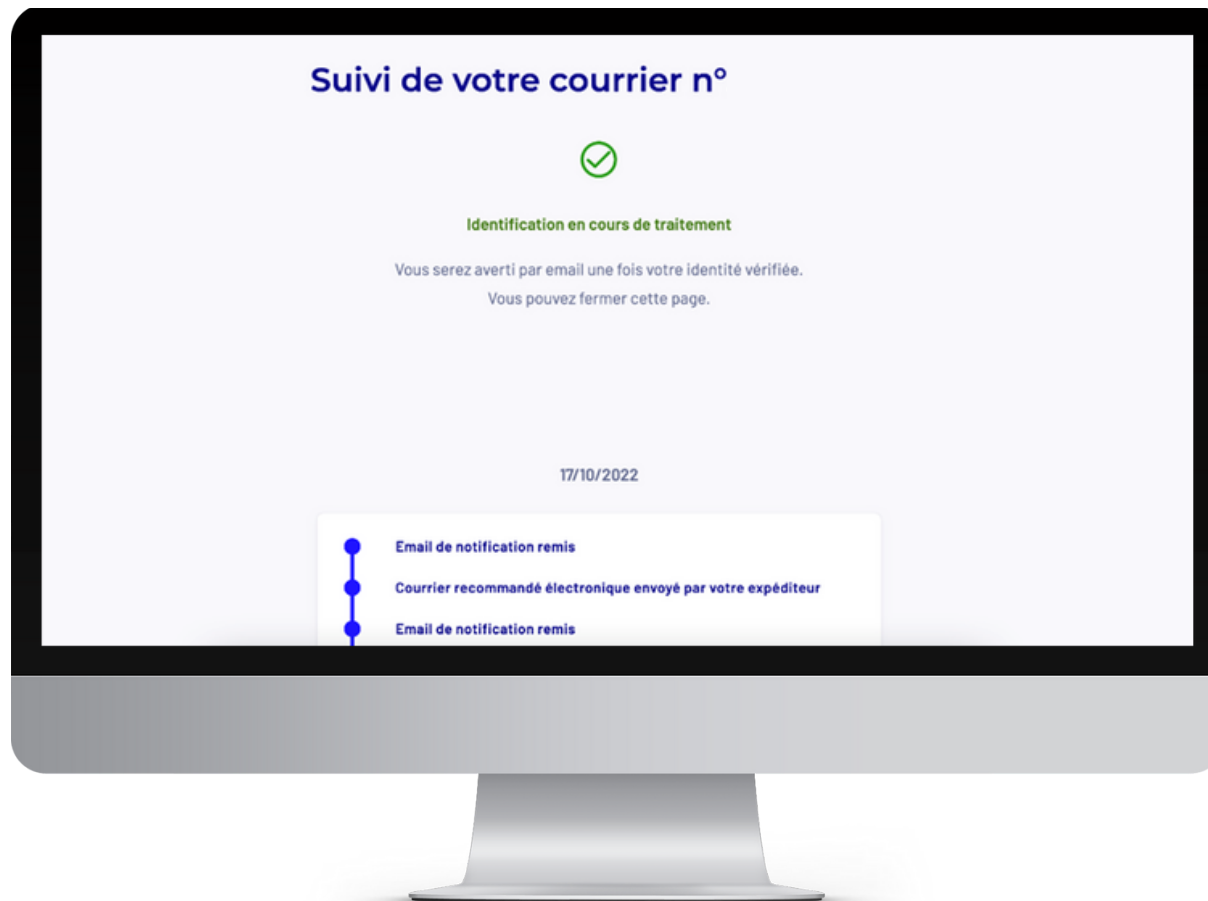 Suivi de votre courrier n°
Identification en cours de traitement
Vous serez averti par email une fois votre identité vérifiée.
Vous pouvez fermer cette page.
17/10/2022
Email de notification remis
Courrier recommandé électronique envoyé par votre expéditeur
Email de notification remis